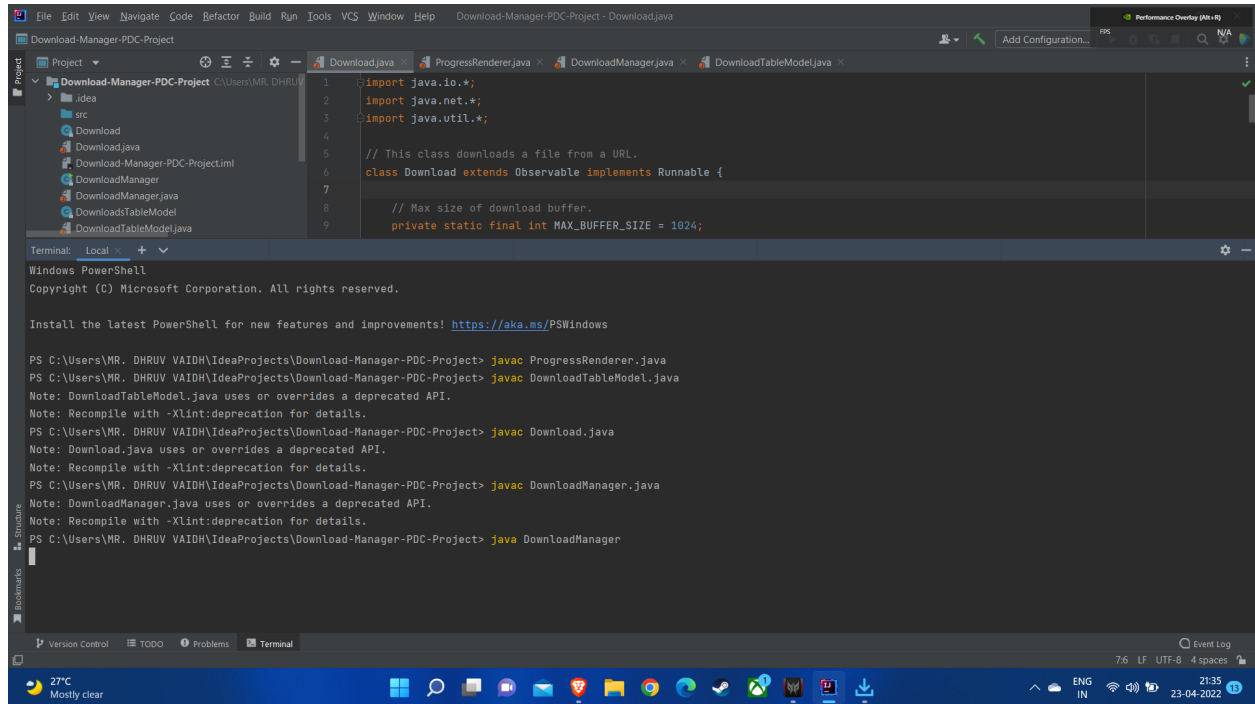 File Edit View Navigate Code Refactor Build Run Tools VCS Window Help Download-Manager-PDC-Project - Download.java
Performance Overlay (Alt+R)
Download-Manager-PDC-Project
Add Configuration...
FPS
N/A
Project
Project
Download.java ProgressRenderer.java DownloadManager.java DownloadTableModel.java
Download-Manager-PDC-Project C:\Users\MR. DHRUV
.idea
src
Download
Download.java
Download-Manager-PDC-Project.iml
DownloadManager
DownloadManager.java
DownloadsTableModel
DownloadTableModel.java
1 import java.io.*;
2 import java.net.*;
3 import java.util.*;
4
5 // This class downloads a file from a URL.
6 class Download extends Observable implements Runnable {
7
8 // Max size of download buffer.
9 private static final int MAX_BUFFER_SIZE = 1024;
Terminal: Local
Windows PowerShell
Copyright (C) Microsoft Corporation. All rights reserved.
Install the latest PowerShell for new features and improvements! https://aka.ms/PSWindows
PS C:\Users\MR. DHRUV VAIDH\IdeaProjects\Download-Manager-PDC-Project> javac ProgressRenderer.java
PS C:\Users\MR. DHRUV VAIDH\IdeaProjects\Download-Manager-PDC-Project> javac DownloadTableModel.java
Note: DownloadTableModel.java uses or overrides a deprecated API.
Note: Recompile with -Xlint:deprecation for details.
PS C:\Users\MR. DHRUV VAIDH\IdeaProjects\Download-Manager-PDC-Project> javac Download.java
Note: Download.java uses or overrides a deprecated API.
Note: Recompile with -Xlint:deprecation for details.
PS C:\Users\MR. DHRUV VAIDH\IdeaProjects\Download-Manager-PDC-Project> javac DownloadManager.java
Note: DownloadManager.java uses or overrides a deprecated API.
Note: Recompile with -Xlint:deprecation for details.
PS C:\Users\MR. DHRUV VAIDH\IdeaProjects\Download-Manager-PDC-Project> java DownloadManager
Structure
Bookmarks
Version Control TODO Problems Terminal
Event Log
7:6 LF UTF-8 4 spaces
27°C
Mostly clear
1
ENG
IN
21:35
23-04-2022
13